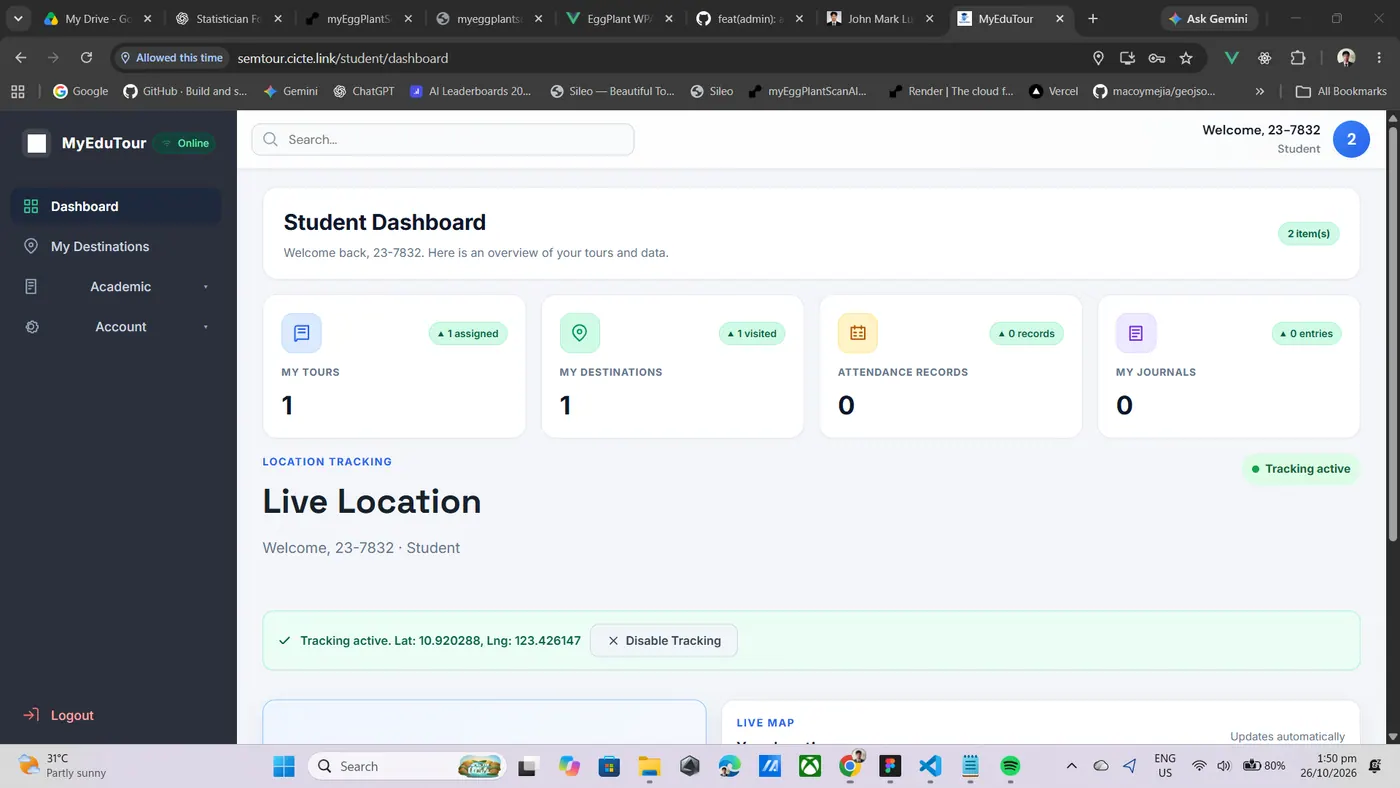 My Drive - Go
Statistician Fo
myEggPlantS
myeggplants
EggPlant WPA
feat(admin): a
John Mark Lu
MyEduTour
Ask Gemini
Allowed this time
semtour.cicte.link/student/dashboard
Google
GitHub · Build and s...
Gemini
ChatGPT
AI Leaderboards 20...
Sileo — Beautiful To...
Sileo
myEggPlantScanAI...
Render | The cloud f...
Vercel
macoymejia/geojso...
All Bookmarks
MyEduTour
Online
Search...
Welcome, 23-7832
Student
2
Dashboard
My Destinations
Academic
Account
Logout
Student Dashboard
Welcome back, 23-7832. Here is an overview of your tours and data.
2 item(s)
1 assigned
MY TOURS
1
1 visited
MY DESTINATIONS
1
0 records
ATTENDANCE RECORDS
0
0 entries
MY JOURNALS
0
LOCATION TRACKING
Live Location
Welcome, 23-7832 · Student
Tracking active
Tracking active. Lat: 10.920288, Lng: 123.426147
Disable Tracking
LIVE MAP
Updates automatically
31°C
Partly sunny
Search
ENG
US
80%
1:50 pm
26/10/2026